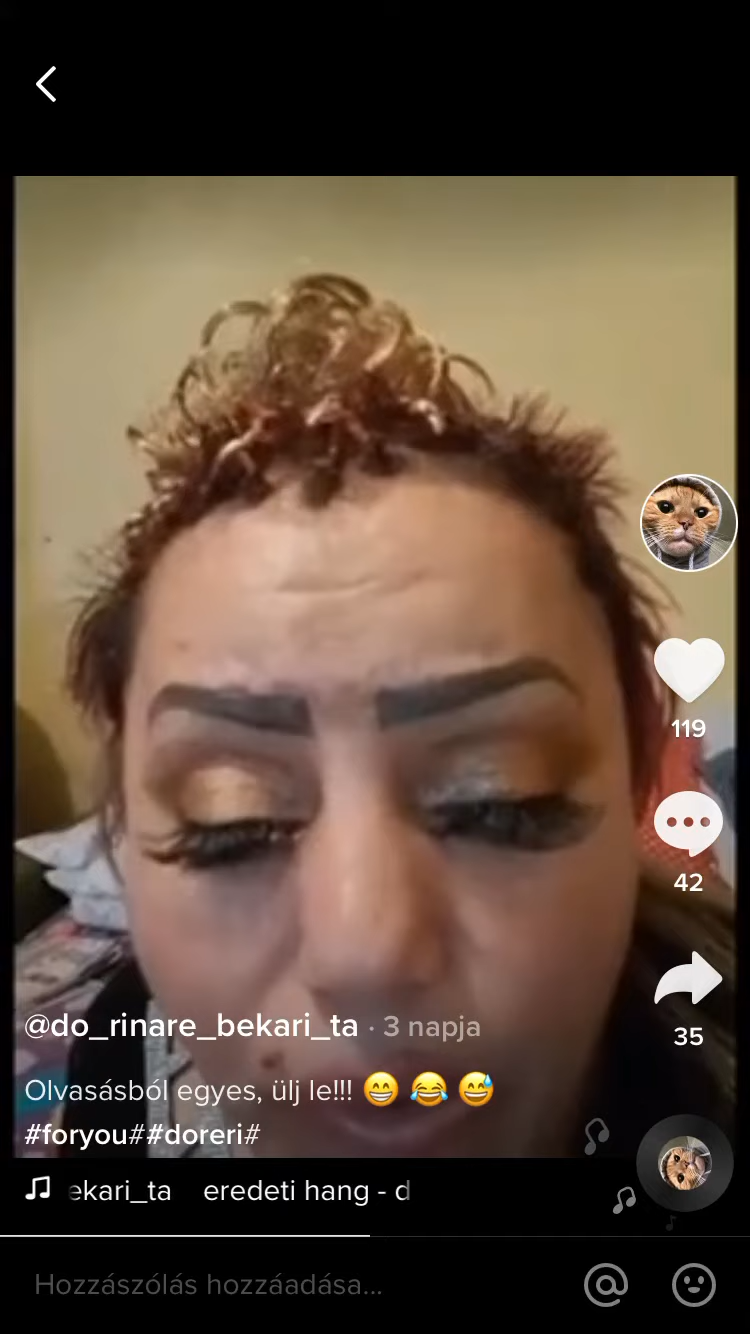 119
42
35
@do_rinare_bekari_ta · 3 napja
Olvasásból egyes, ülj le!!! 😁 😂 😅
#foryou##doreri#
ekari_ta eredeti hang - d
Hozzászólás hozzáadása...